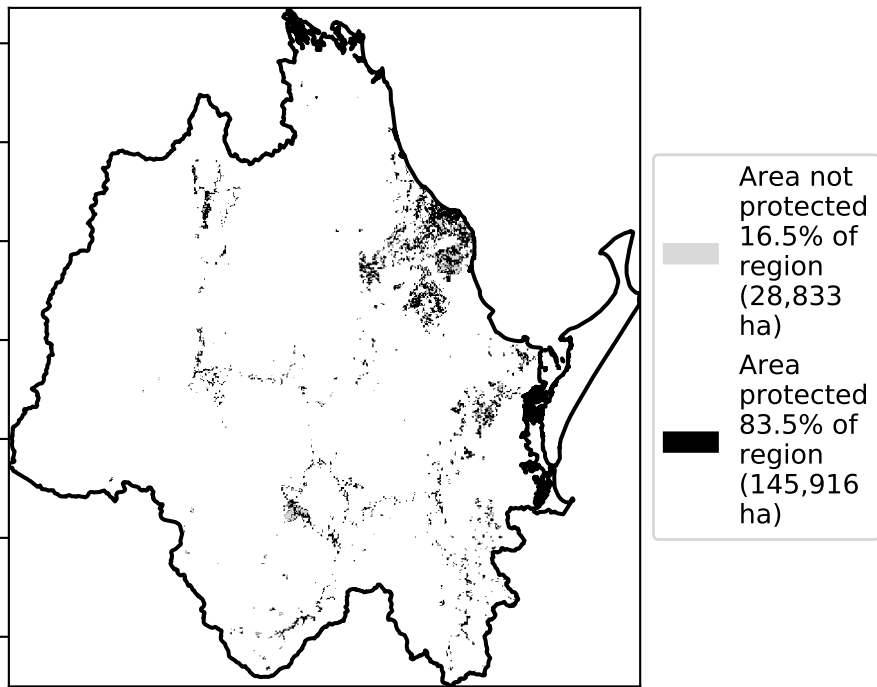 Area not
protected
16.5% of
region
(28,833
ha)
Area
protected
83.5% of
region
(145,916
ha)